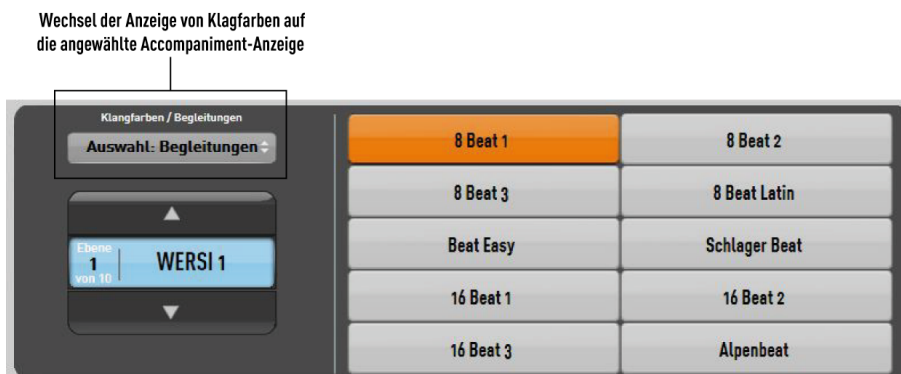 Wechsel der Anzeige von Klagfarben auf
die angewählte Accompaniment-Anzeige
Klangfarben / Begleitungen
Auswahl: Begleitungen
Ebene
1
von 10
WERSI 1
8 Beat 1
8 Beat 2
8 Beat 3
8 Beat Latin
Beat Easy
Schlager Beat
16 Beat 1
16 Beat 2
16 Beat 3
Alpenbeat